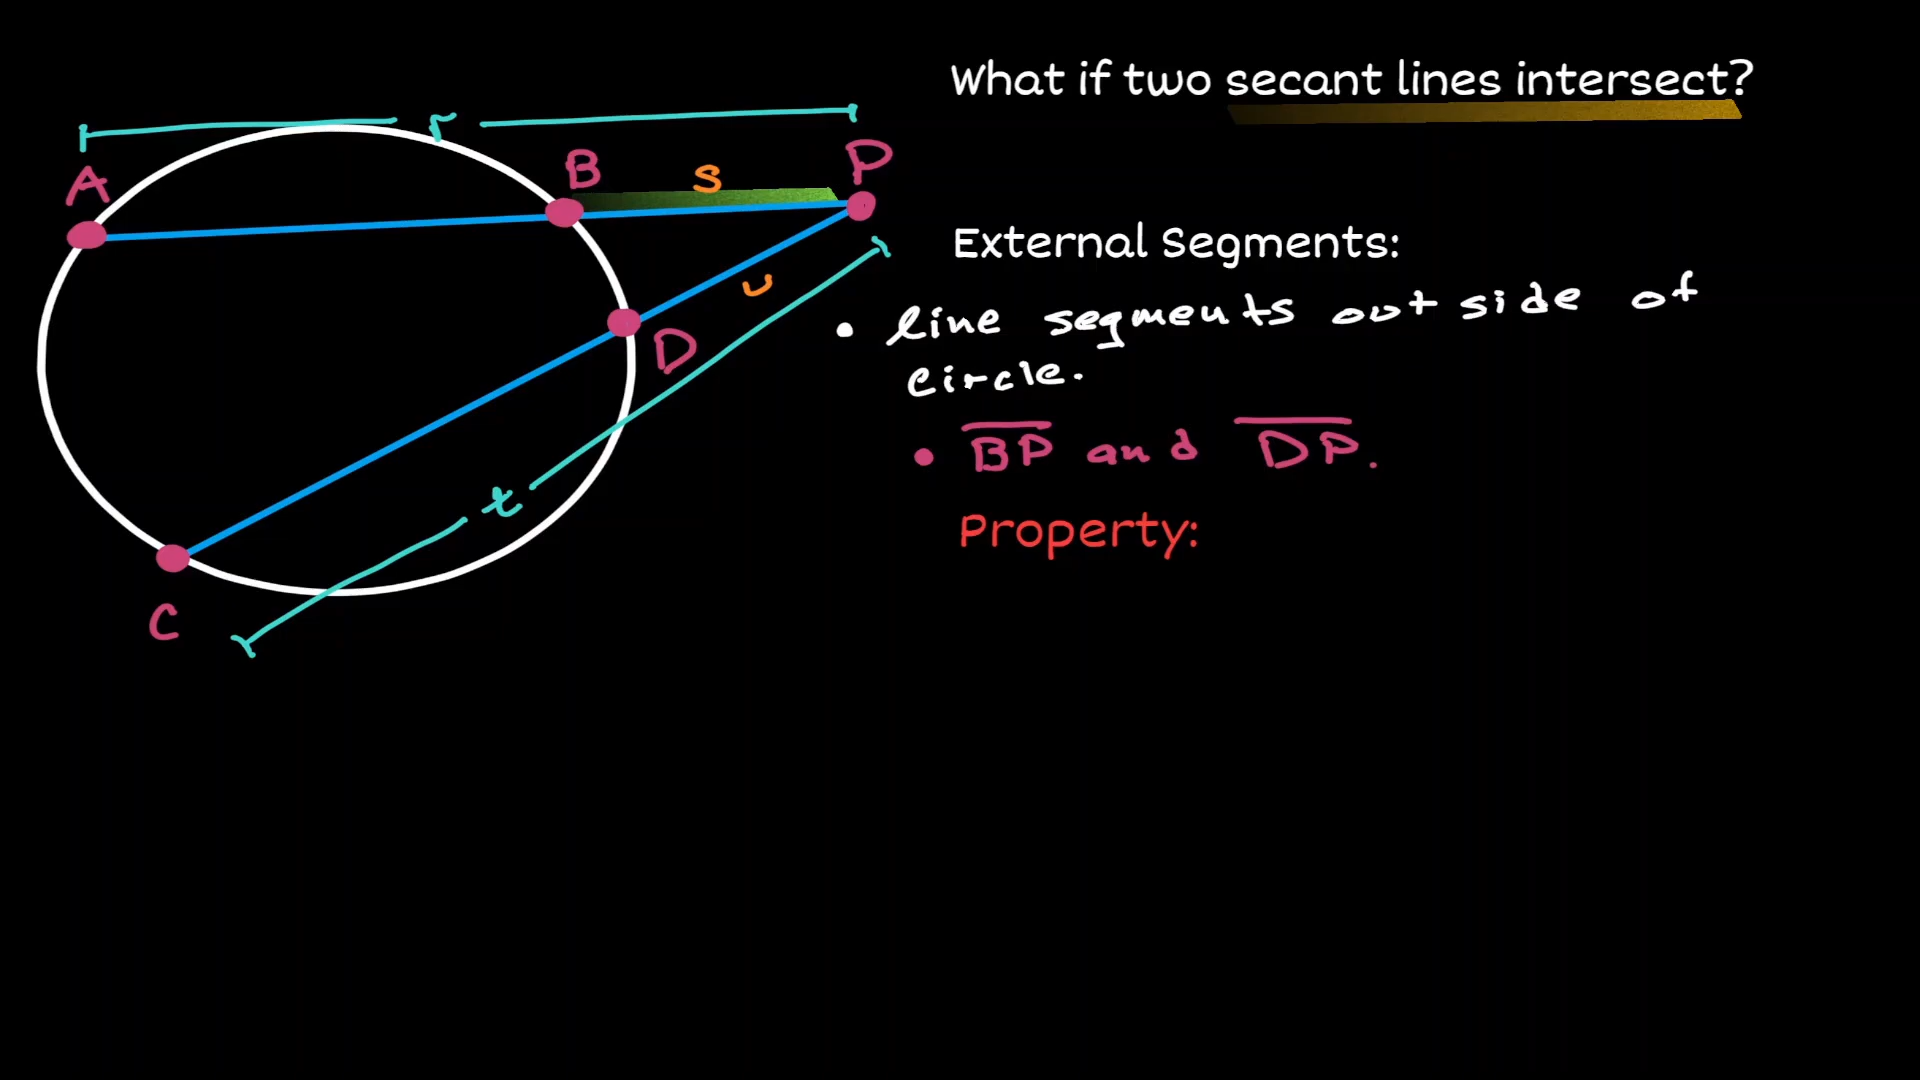 What if two secant lines intersect?
r
A
B
s
P
External Segments:
u
• line segments outside of
D
circle.
• BP and DP.
t
Property:
C